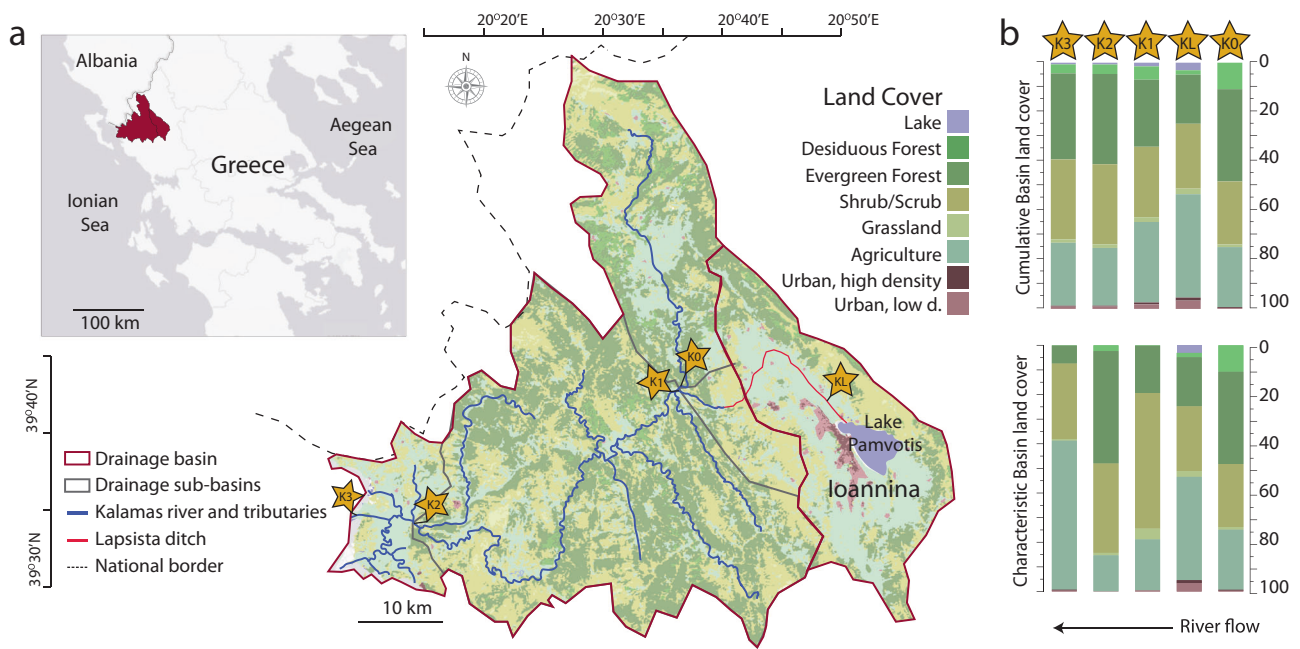 a
20°20′E
20°30′E
20°40′E
20°50′E
b
Albania
Greece
Aegean
Sea
Ionian
Sea
100 km
N
Land Cover
Lake
Desiduous Forest
Evergreen Forest
Shrub/Scrub
Grassland
Agriculture
Urban, high density
Urban, low d.
K0
K1
KL
K2
K3
Lake
Pamvotis
Ioannina
39°40′N
39°30′N
Drainage basin
Drainage sub-basins
Kalamas river and tributaries
Lapsista ditch
National border
10 km
K3 K2 K1 KL K0
Cumulative Basin land cover
0
20
40
60
80
100
Characteristic Basin land cover
0
20
40
60
80
100
River flow